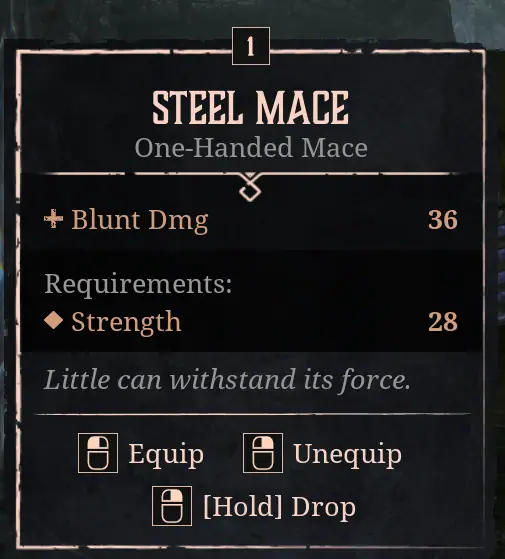 1
STEEL MACE
One-Handed Mace
Blunt Dmg 36
Requirements:
Strength 28
Little can withstand its force.
Equip Unequip
[Hold] Drop